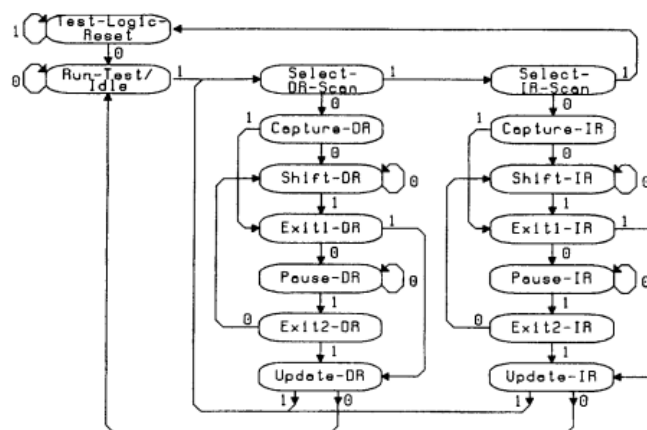 Test-Logic-
Reset
1
0
Run-Test/
Idle
0
1
Select-
DR-Scan
1
Select-
IR-Scan
1
0
0
1
Capture-DR
1
Capture-IR
0
0
Shift-DR
0
Shift-IR
0
1
1
Exit1-DR
1
Exit1-IR
1
0
0
Pause-DR
0
Pause-IR
0
1
1
0
Exit2-DR
0
Exit2-IR
1
1
Update-DR
Update-IR
1
0
1
0